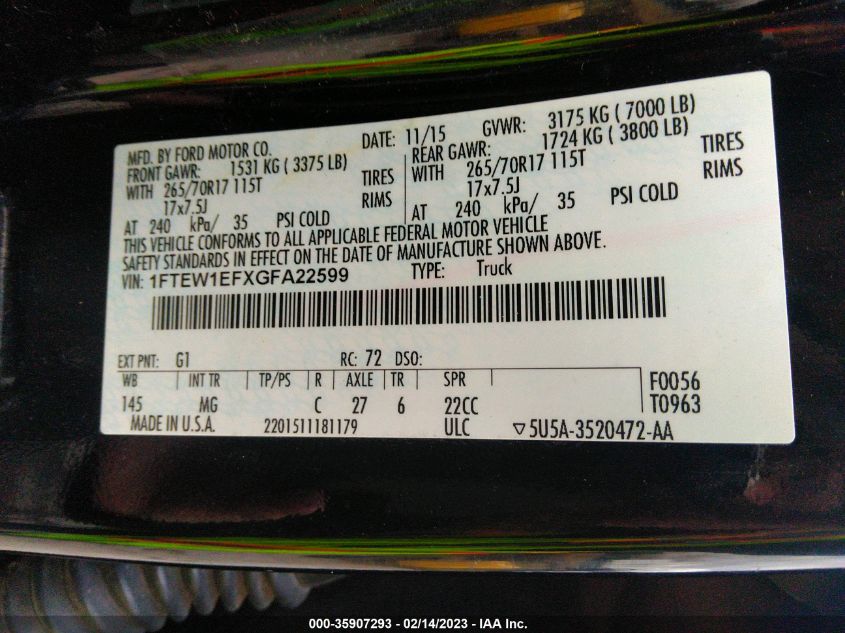 MFD. BY FORD MOTOR CO. DATE: 11/15 GVWR: 3175 KG ( 7000 LB)
FRONT GAWR: 1531 KG ( 3375 LB) REAR GAWR: 1724 KG ( 3800 LB)
WITH 265/70R17 115T TIRES WITH 265/70R17 115T TIRES
17x7.5J RIMS 17x7.5J RIMS
AT 240 kPa/ 35 PSI COLD AT 240 kPa/ 35 PSI COLD
THIS VEHICLE CONFORMS TO ALL APPLICABLE FEDERAL MOTOR VEHICLE
SAFETY STANDARDS IN EFFECT ON THE DATE OF MANUFACTURE SHOWN ABOVE.
VIN: 1FTEW1EFXGFA22599 TYPE: Truck
EXT PNT: G1 RC: 72 DSO:
WB INT TR TP/PS R AXLE TR SPR F0056
145 MG C 27 6 22CC T0963
MADE IN U.S.A. 2201511181179 ULC ▽5U5A-3520472-AA
000-35907293 - 02/14/2023 - IAA Inc.